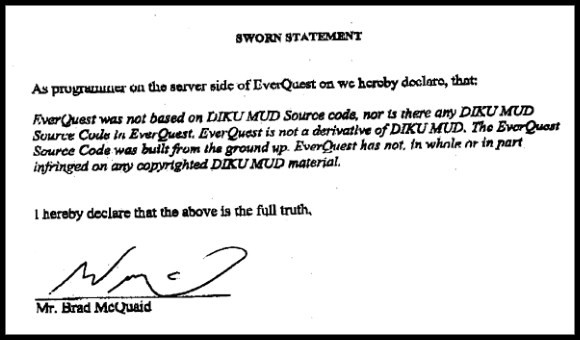 SWORN STATEMENT
As programmer on the server side of EverQuest on we hereby declare, that:
EverQuest was not based on DIKU MUD Source code, nor is there any DIKU MUD
Source Code in EverQuest. EverQuest is not a derivative of DIKU MUD. The EverQuest
Source Code was built from the ground up. EverQuest has not, in whole or in part
infringed on any copyrighted DIKU MUD material.
I hereby declare that the above is the full truth.
Mr. Brad McQuaid